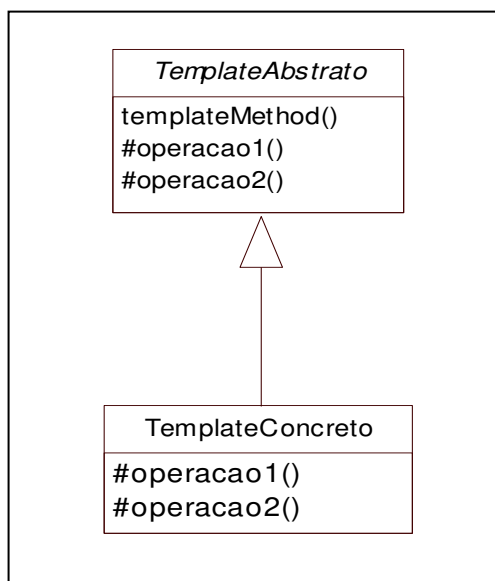 TemplateAbstrato
templateMethod()
#operacao1()
#operacao2()
TemplateConcreto
#operacao1()
#operacao2()